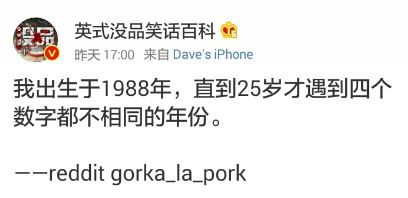 英式没品笑话百科
昨天 17:00 来自 Dave's iPhone
我出生于1988年，直到25岁才遇到四个
数字都不相同的年份。
——reddit gorka_la_pork